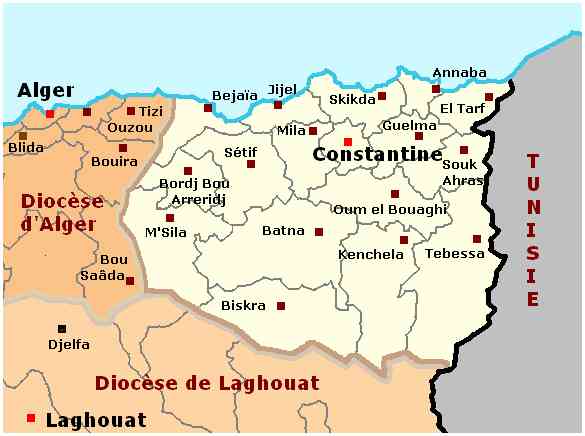 Annaba
Alger
Bejaïa
Jijel
Skikda
El Tarf
Tizi
Ouzou
Mila
Guelma
Blida
Bouira
Sétif
Constantine
Souk
Ahras
Bordj Bou
Arreridj
Diocèse
d'Alger
Oum el Bouaghi
M'Sila
Batna
Kenchela
Tebessa
TUNISIE
Bou
Saâda
Biskra
Djelfa
Diocèse de Laghouat
Laghouat